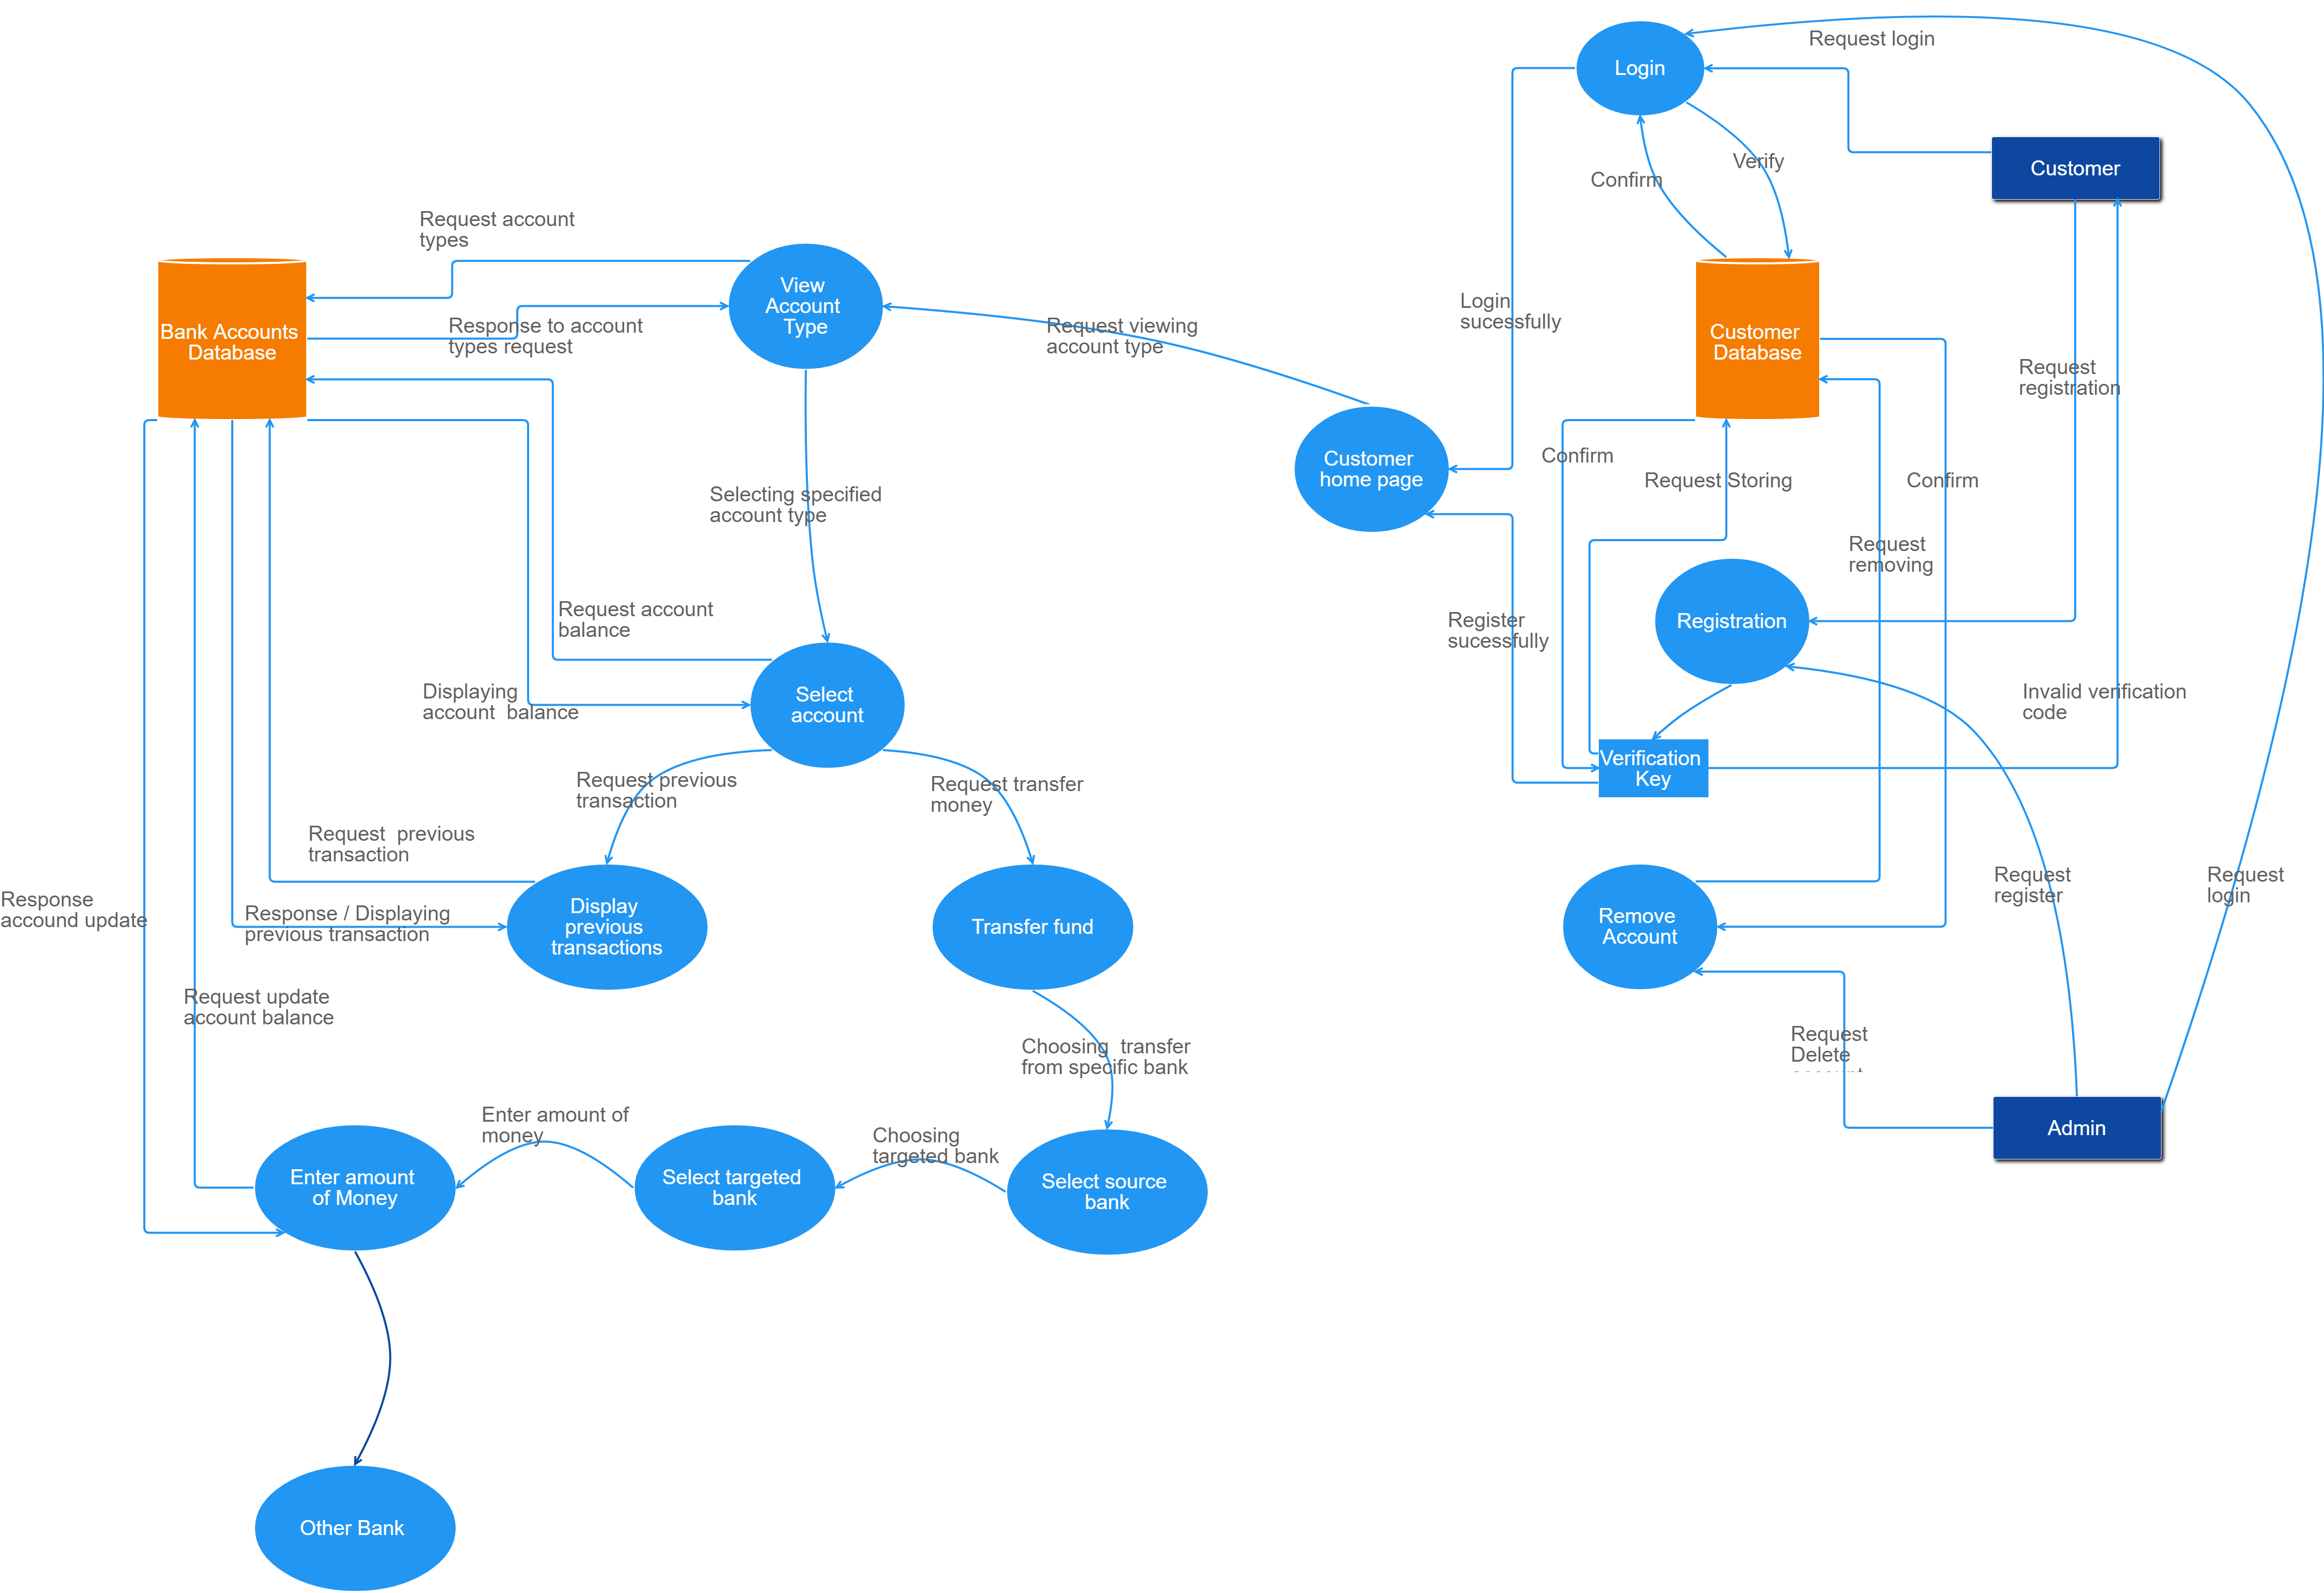 Request login
Login
Verify
Customer
Confirm
Request account
types
View
Account
Type
Login
sucessfully
Bank Accounts
Database
Response to account
types request
Request viewing
account type
Customer
Database
Request
registration
Customer
home page
Confirm
Request Storing
Confirm
Selecting specified
account type
Request
removing
Request account
balance
Register
sucessfully
Registration
Displaying
account  balance
Select
account
Invalid verification
code
Verification
Key
Request previous
transaction
Request transfer
money
Request  previous
transaction
Response
accound update
Response / Displaying
previous transaction
Display
previous
transactions
Transfer fund
Remove
Account
Request
register
Request
login
Request update
account balance
Choosing  transfer
from specific bank
Request
Delete
Admin
Enter amount of
money
Choosing
targeted bank
Enter amount
of Money
Select targeted
bank
Select source
bank
Other Bank